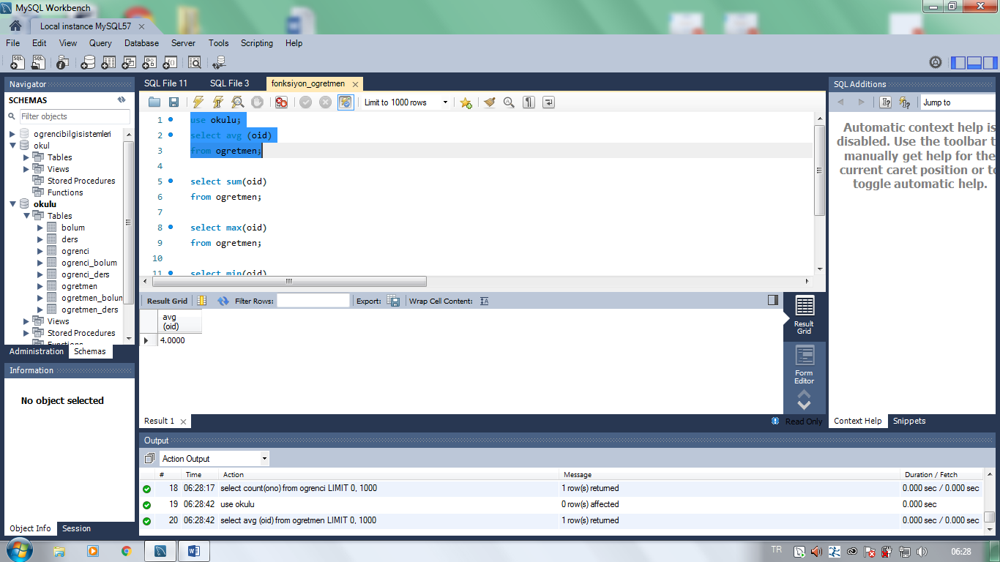 MySQL Workbench
Local instance MySQL57
File Edit View Query Database Server Tools Scripting Help
Navigator
SCHEMAS
Filter objects
ogrencibilgisistemleri
okul
Tables
Views
Stored Procedures
Functions
okulu
Tables
bolum
ders
ogrenci
ogrenci_bolum
ogrenci_ders
ogretmen
ogretmen_bolun
ogretmen_ders
Views
Stored Procedures
Functions
Administration Schemas
Information
No object selected
Object Info Session
SQL File 11 SQL File 3 fonksiyon_ogretmen
Limit to 1000 rows
1 use okulu;
2 select avg (oid)
3 from ogretmen;
4
5 select sum(oid)
6 from ogretmen;
7
8 select max(oid)
9 from ogretmen;
10
11 select min(oid)
Result Grid Filter Rows: Export: Wrap Cell Content:
avg
(oid)
4.0000
Result Grid
Form Editor
Result 1
Read Only
SQL Additions
Jump to
Automatic context help is
disabled. Use the toolbar t
manually get help for the
current caret position or to
toggle automatic help.
Context Help Snippets
Output
Action Output
# Time Action Message Duration / Fetch
18 06:28:17 select count(ono) from ogrenci LIMIT 0, 1000 1 row(s) returned 0.000 sec / 0.000 sec
19 06:28:42 use okulu 0 row(s) affected 0.000 sec
20 06:28:42 select avg (oid) from ogretmen LIMIT 0, 1000 1 row(s) returned 0.000 sec / 0.000 sec
TR 06:28